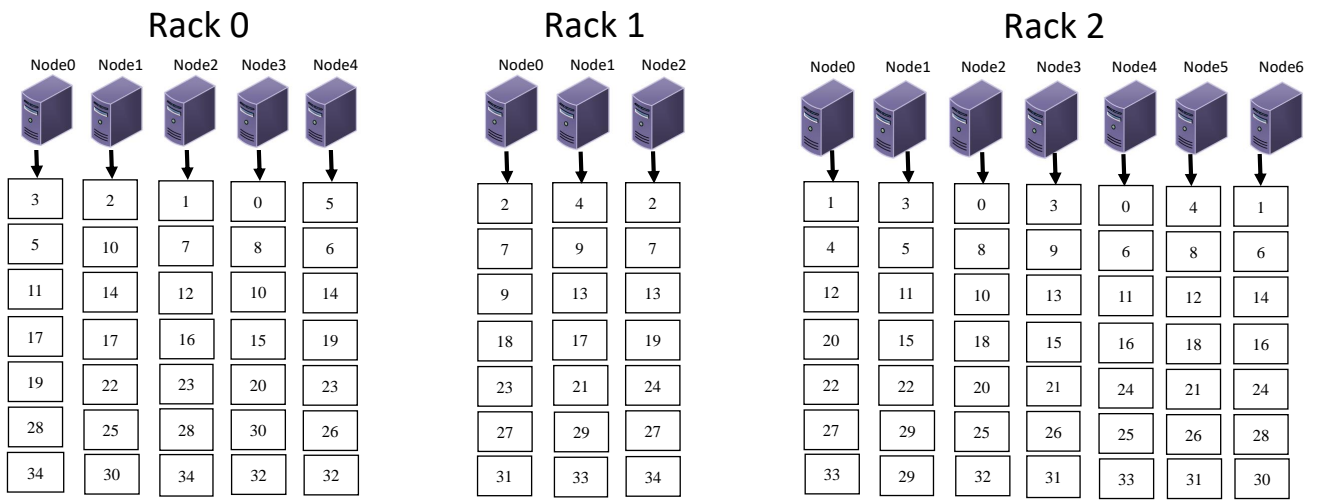 Rack 0 Rack 1 Rack 2
Node0 Node1 Node2 Node3 Node4 Node0 Node1 Node2 Node0 Node1 Node2 Node3 Node4 Node5 Node6
3 2 1 0 5 2 4 2 1 3 0 3 0 4 1
5 10 7 8 6 7 9 7 4 5 8 9 6 8 6
11 14 12 10 14 9 13 13 12 11 10 13 11 12 14
17 17 16 15 19 18 17 19 20 15 18 15 16 18 16
19 22 23 20 23 23 21 24 22 22 20 21 24 21 24
28 25 28 30 26 27 29 27 27 29 25 26 25 26 28
34 30 34 32 32 31 33 34 33 29 32 31 33 31 30